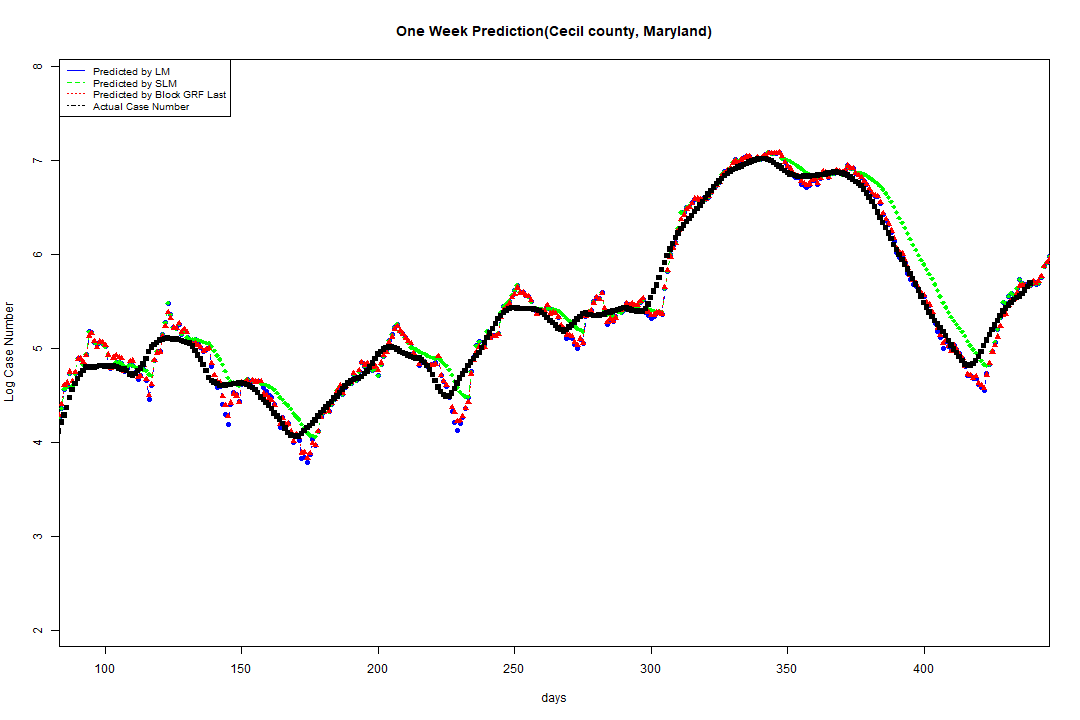 One Week Prediction(Cecil county, Maryland)
Predicted by LM
Predicted by SLM
Predicted by Block GRF Last
Actual Case Number
Log Case Number
8
7
6
5
4
3
2
100 150 200 250 300 350 400
days